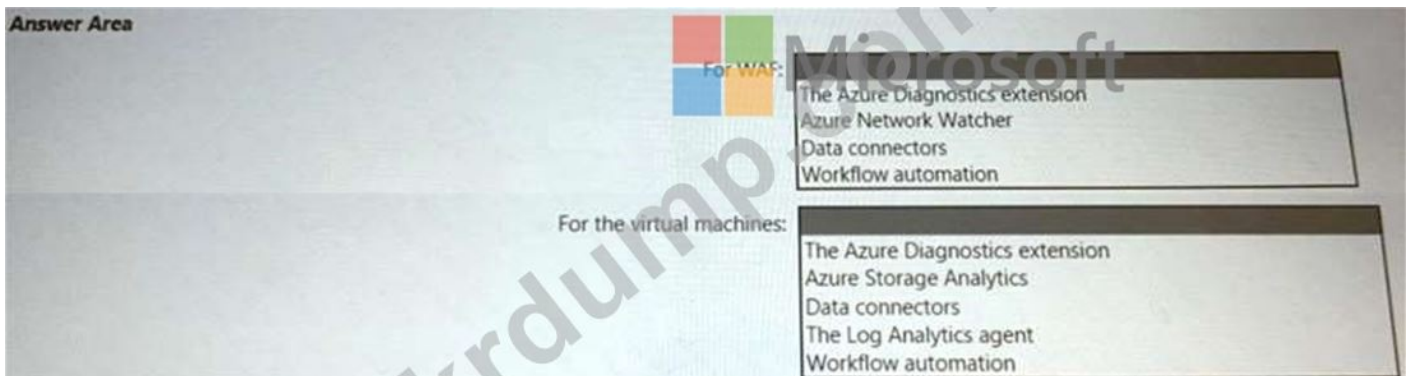 Answer Area
Microsoft
For WAF:
The Azure Diagnostics extension
Azure Network Watcher
Data connectors
Workflow automation
For the virtual machines:
The Azure Diagnostics extension
Azure Storage Analytics
Data connectors
The Log Analytics agent
Workflow automation